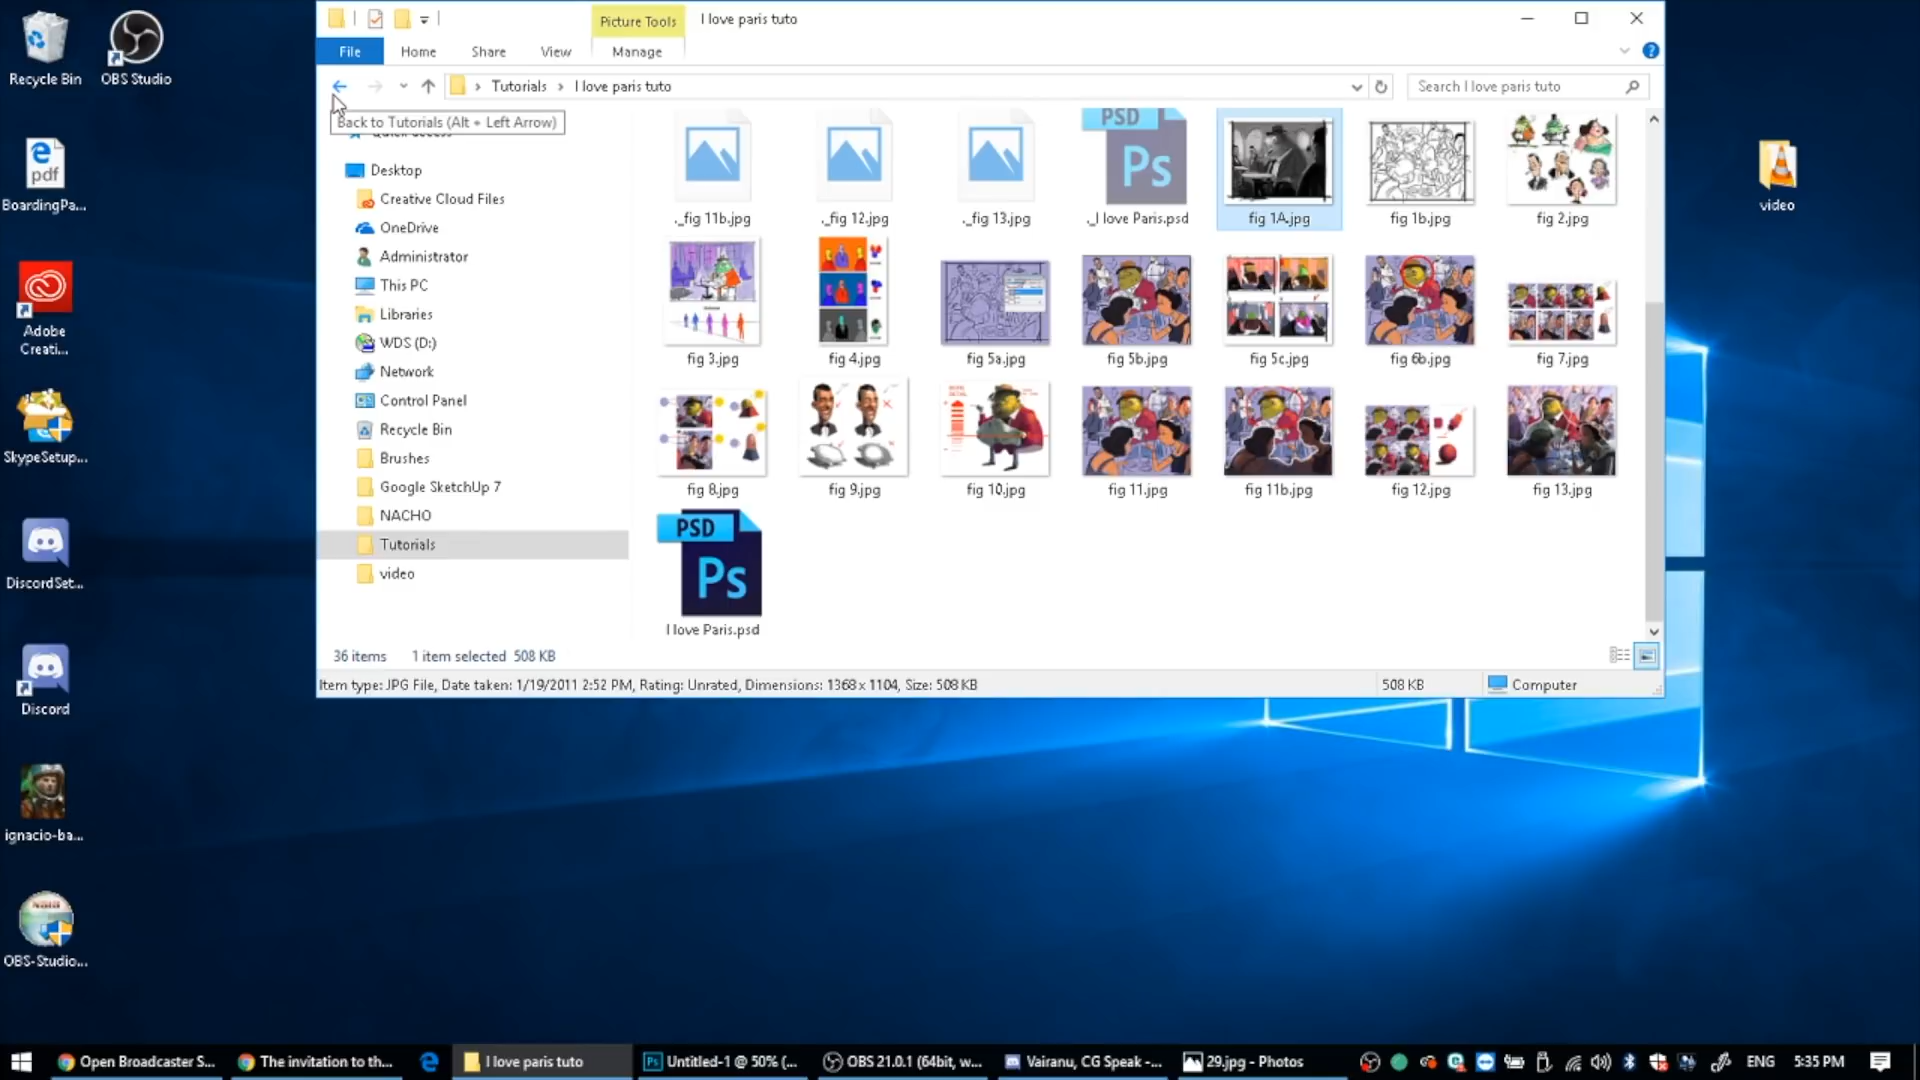 Recycle Bin
OBS Studio
BoardingPa...
Adobe
Creati...
SkypeSetup...
DiscordSet...
Discord
ignacio-ba...
OBS-Studio...
video
Picture Tools
I love paris tuto
File
Home
Share
View
Manage
Tutorials
I love paris tuto
Search I love paris tuto
Back to Tutorials (Alt + Left Arrow)
Desktop
Creative Cloud Files
OneDrive
Administrator
This PC
Libraries
WDS (D:)
Network
Control Panel
Recycle Bin
Brushes
Google SketchUp 7
NACHO
Tutorials
video
PSD
Ps
._fig 11b.jpg
._fig 12.jpg
._fig 13.jpg
._I love Paris.psd
fig 1A.jpg
fig 1b.jpg
fig 2.jpg
fig 3.jpg
fig 4.jpg
fig 5a.jpg
fig 5b.jpg
fig 5c.jpg
fig 6b.jpg
fig 7.jpg
fig 8.jpg
fig 9.jpg
fig 10.jpg
fig 11.jpg
fig 11b.jpg
fig 12.jpg
fig 13.jpg
PSD
Ps
I love Paris.psd
36 items
1 item selected 508 KB
Item type: JPG File, Date taken: 1/19/2011 2:52 PM, Rating: Unrated, Dimensions: 1368 x 1104, Size: 508 KB
508 KB
Computer
Open Broadcaster S...
The invitation to th...
I love paris tuto
Untitled-1 @ 50% (...
OBS 21.0.1 (64bit, w...
Vairanu, CG Speak -...
29.jpg - Photos
ENG
5:35 PM
pdf